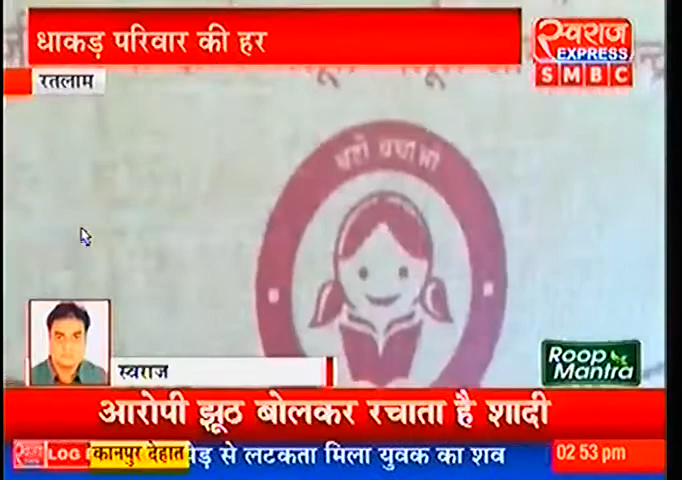 धाकड़ परिवार की हर
स्वराज
EXPRESS
SMBC
रतलाम
स्वराज
Roop
Mantra
आरोपी झूठ बोलकर रचाता है शादी
LOG
कानपुर देहात
पेड़ से लटकता मिला युवक का शव
02 53 pm